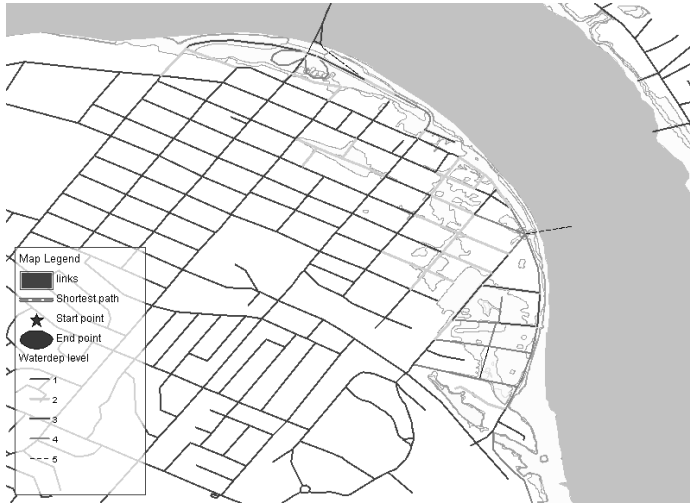 Map Legend
links
Shortest path
Start point
End point
Waterdep level
1
2
3
4
5